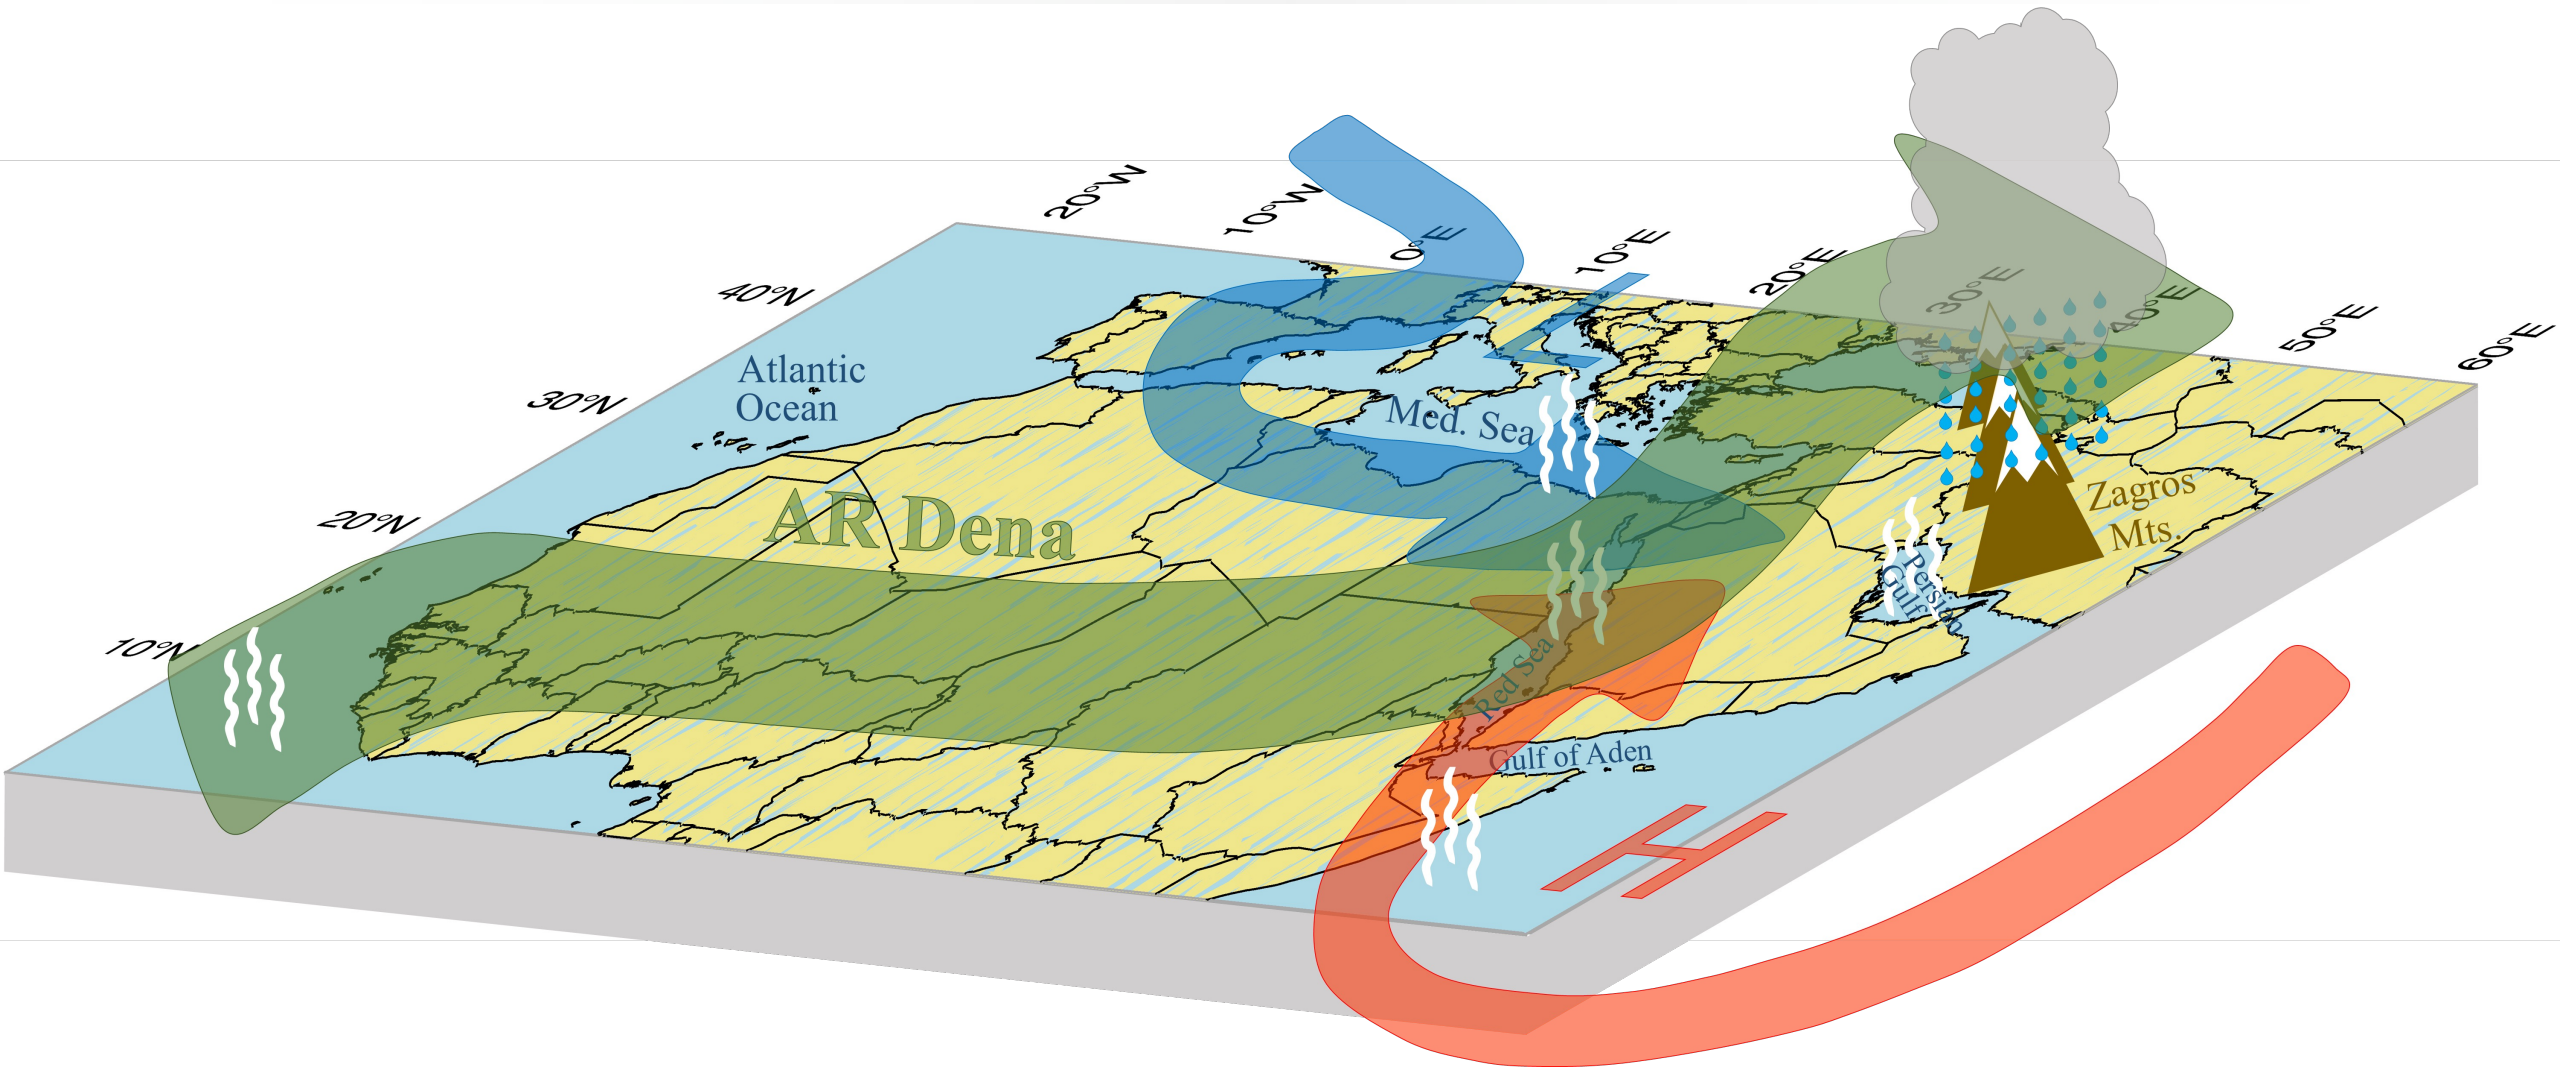 20°W
10°W
0°E
10°E
20°E
30°E
40°E
50°E
60°E
40°N
30°N
20°N
10°N
L
Atlantic
Ocean
Med. Sea
AR Dena
Zagros
Mts.
Persian
Gulf
Red Sea
Gulf of Aden
H